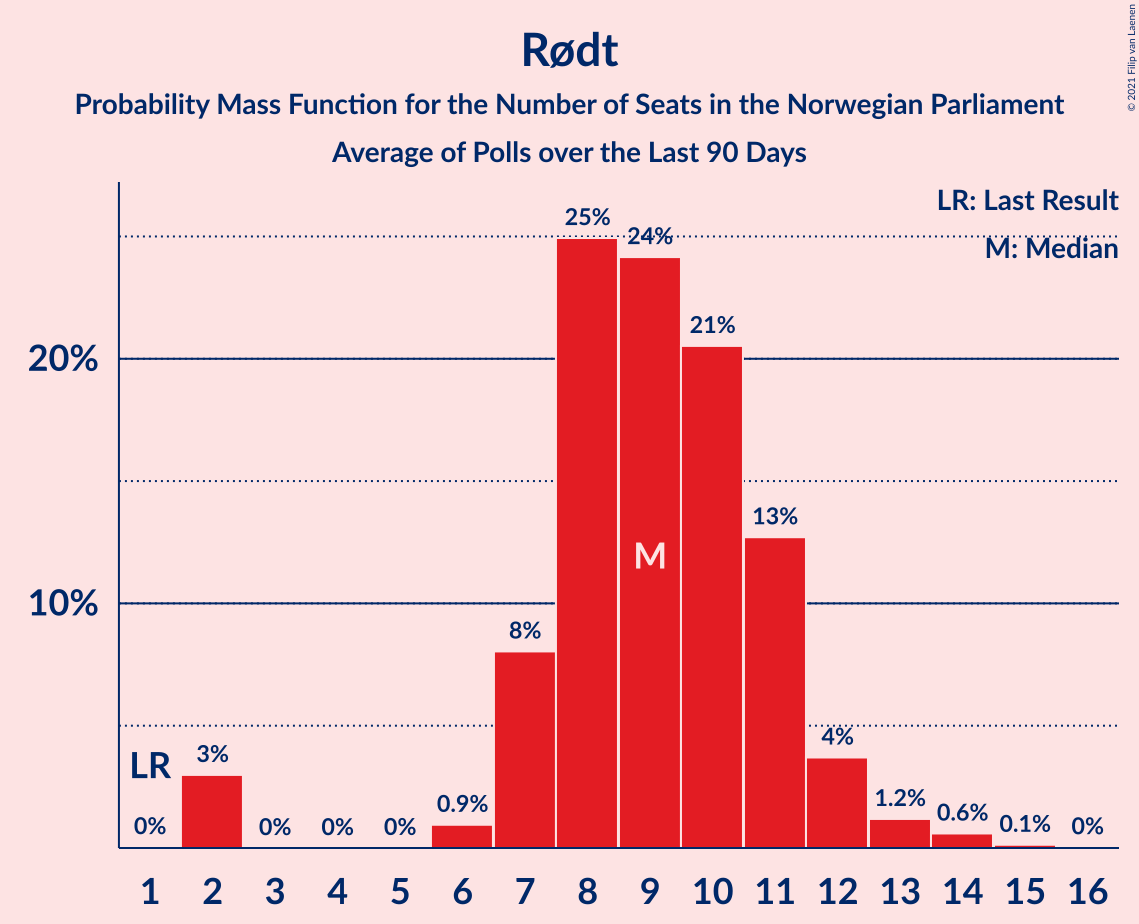 Rødt
Probability Mass Function for the Number of Seats in the Norwegian Parliament
Average of Polls over the Last 90 Days
© 2021 Filip van Laenen
LR: Last Result
M: Median
20%
10%
LR
0%
3%
0%
0%
0%
0.9%
8%
25%
24%
21%
13%
4%
1.2%
0.6%
0.1%
0%
M
1 2 3 4 5 6 7 8 9 10 11 12 13 14 15 16